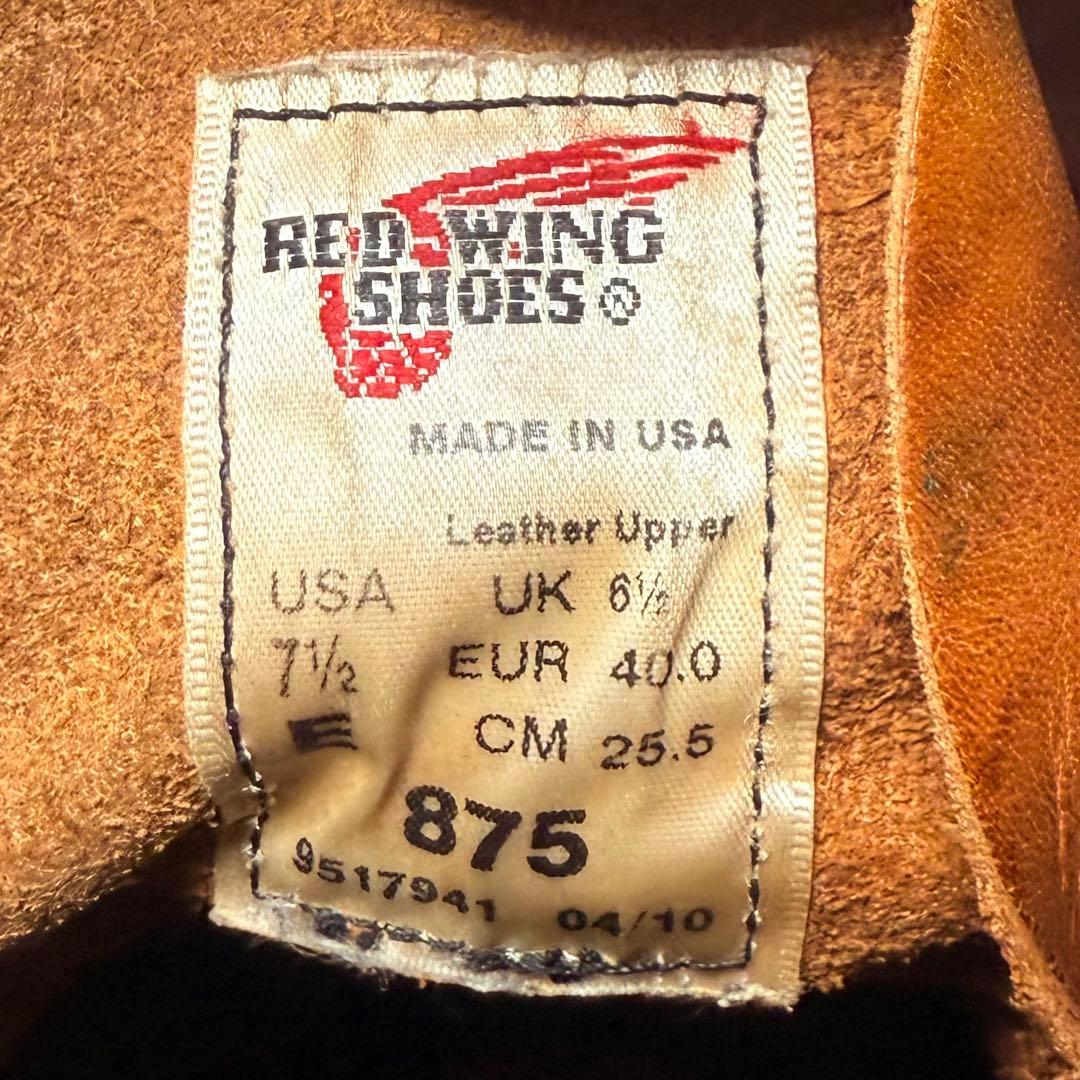 RED WING
SHOES®
MADE IN USA
Leather Upper
USA UK 6½
7½ EUR 40.0
E CM 25.5
875
9517941 04/10